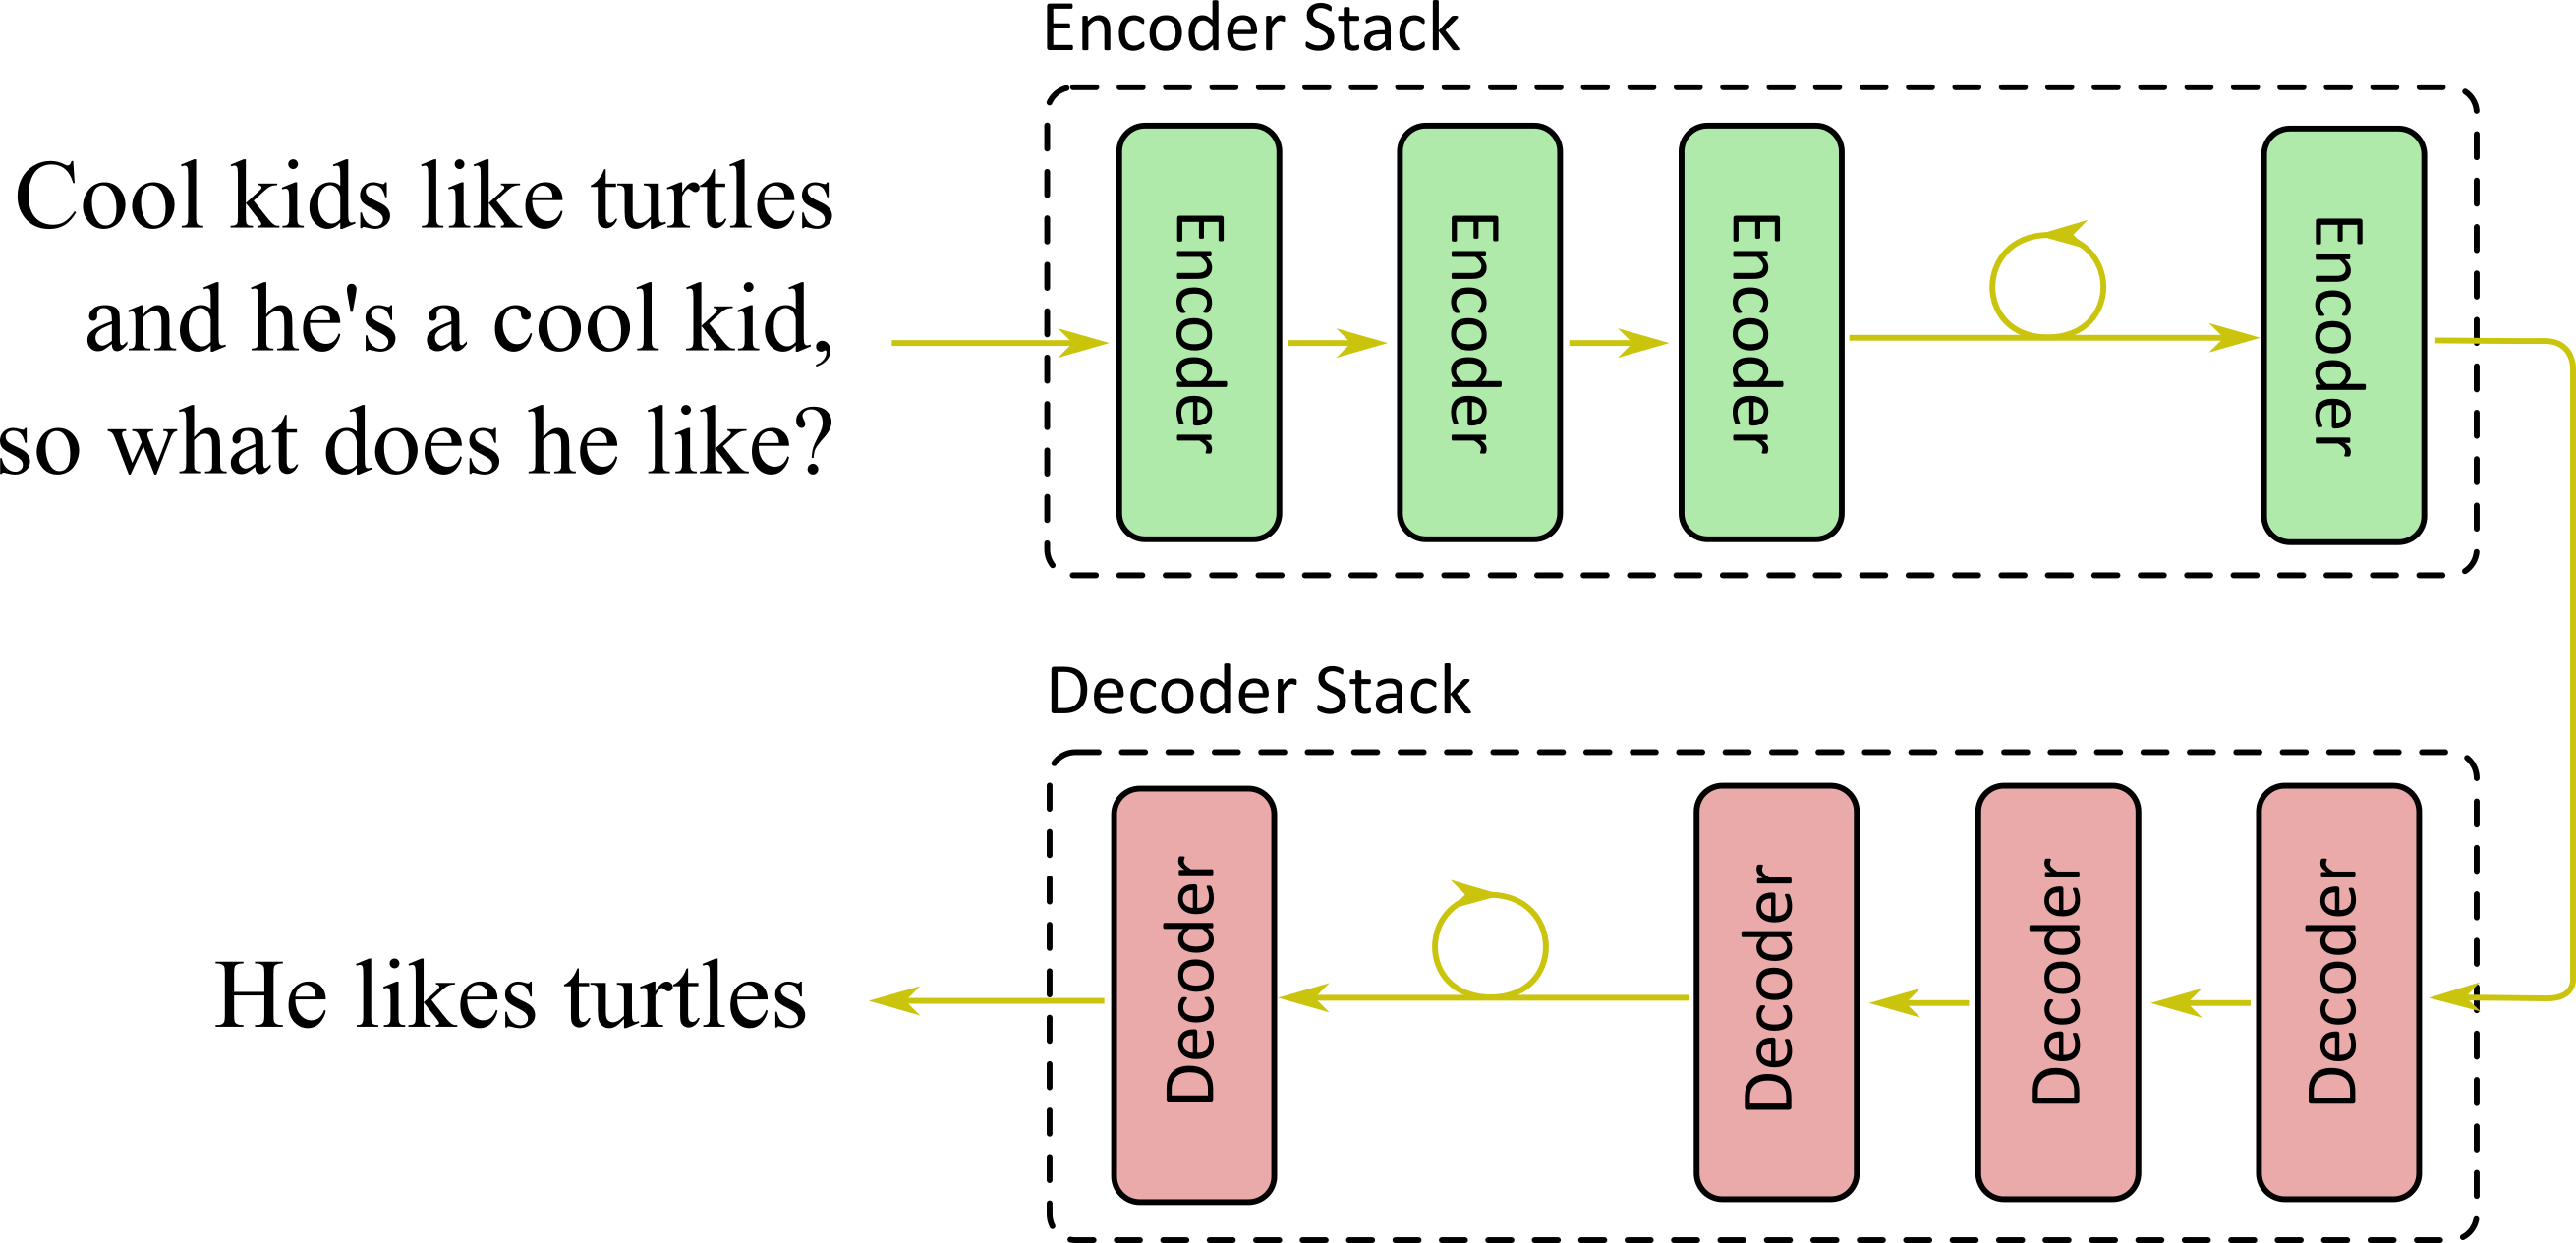 Encoder Stack
Cool kids like turtles
and he's a cool kid,
so what does he like?
Encoder
Encoder
Encoder
Encoder
Decoder Stack
He likes turtles
Decoder
Decoder
Decoder
Decoder